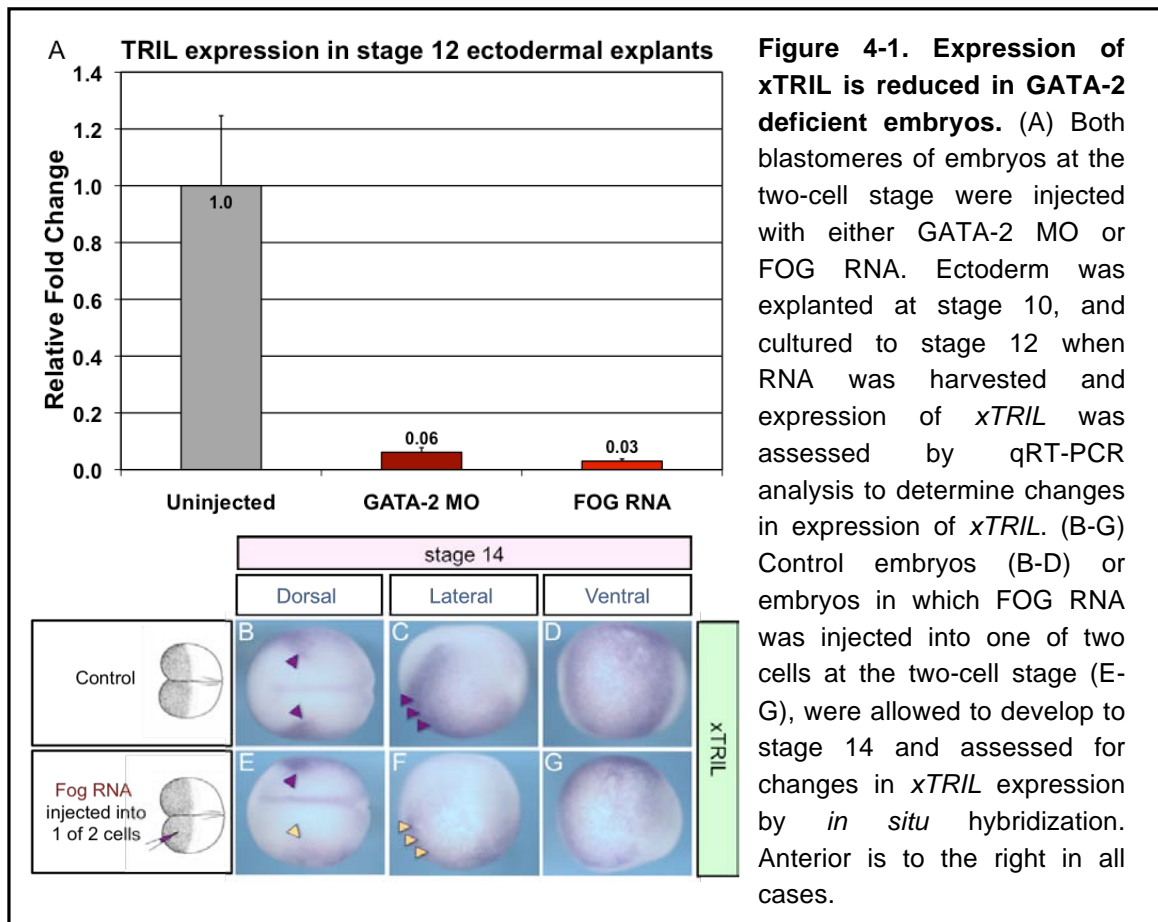 A TRIL expression in stage 12 ectodermal explants
1.4
1.2
1.0
0.8
0.6
0.4
0.2
0.0
Relative Fold Change
1.0
0.06
0.03
Uninjected GATA-2 MO FOG RNA
stage 14
Dorsal Lateral Ventral
Control
B C D
Fog RNA
injected into
1 of 2 cells
E F G
xTRIL
Figure 4-1. Expression of
xTRIL is reduced in GATA-2
deficient embryos. (A) Both
blastomeres of embryos at the
two-cell stage were injected
with either GATA-2 MO or
FOG RNA. Ectoderm was
explanted at stage 10, and
cultured to stage 12 when
RNA was harvested and
expression of xTRIL was
assessed by qRT-PCR
analysis to determine changes
in expression of xTRIL. (B-G)
Control embryos (B-D) or
embryos in which FOG RNA
was injected into one of two
cells at the two-cell stage (E-
G), were allowed to develop to
stage 14 and assessed for
changes in xTRIL expression
by in situ hybridization.
Anterior is to the right in all
cases.